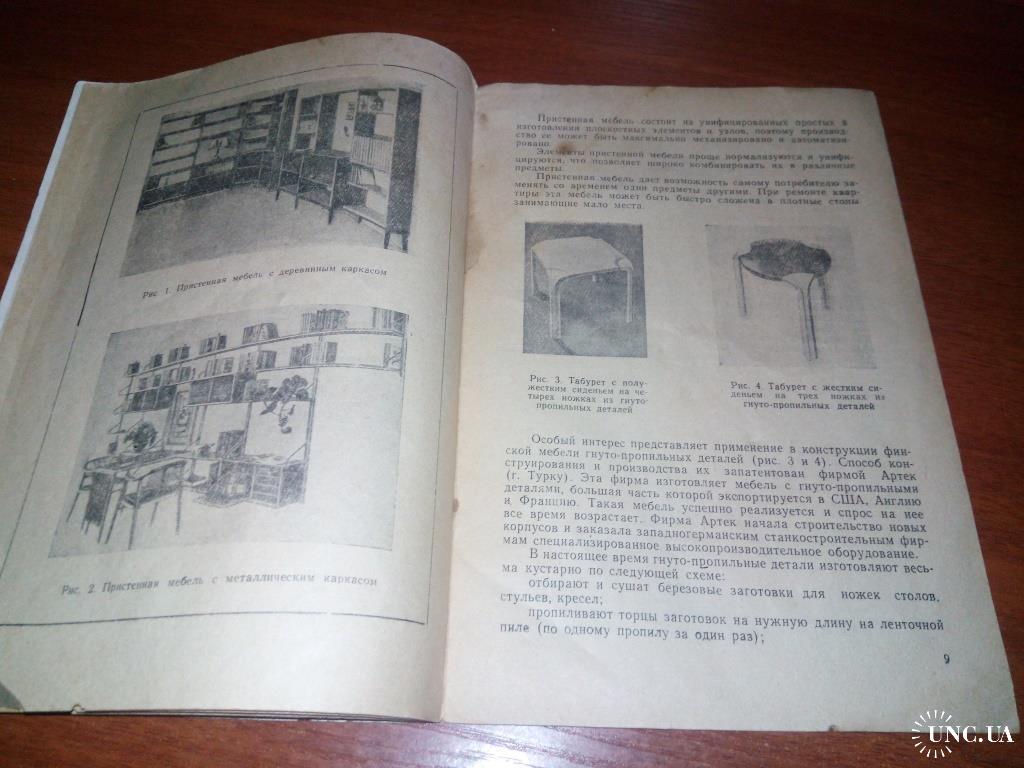 Рис. 1. Пристенная мебель с деревянным каркасом
Рис. 2. Пристенная мебель с металлическим каркасом
Пристенная мебель состоит из унифицированных простых в
изготовлении плоскостных элементов и узлов, поэтому производ-
ство ее может быть максимально механизировано и автоматизи-
ровано.
Элементы пристенной мебели проще нормализуются и унифи-
цируются, что позволяет широко комбинировать их в различные
предметы.
Пристенная мебель дает возможность самому потребителю за-
менять со временем одни предметы другими. При ремонте квар-
тиры эта мебель может быть быстро сложена в плотные стопы
занимающие мало места.
Рис. 3. Табурет с полу-
жестким сиденьем на че-
тырех ножках из гнуто-
пропильных деталей
Рис. 4. Табурет с жестким си-
деньем на трех ножках из
гнуто-пропильных деталей
Особый интерес представляет применение в конструкции фин-
ской мебели гнуто-пропильных деталей (рис. 3 и 4). Способ кон-
струирования и производства их запатентован фирмой Артек
(г. Турку). Эта фирма изготовляет мебель с гнуто-пропильными
деталями, большая часть которой экспортируется в США, Англию
и Францию. Такая мебель успешно реализуется и спрос на нее
все время возрастает. Фирма Артек начала строительство новых
корпусов и заказала западногерманским станкостроительным фир-
мам специализированное высокопроизводительное оборудование.
В настоящее время гнуто-пропильные детали изготовляют весь-
ма кустарно по следующей схеме:
отбирают и сушат березовые заготовки для ножек столов,
стульев, кресел;
пропиливают торцы заготовок на нужную длину на ленточной
пиле (по одному пропилу за один раз);
9
UNC.UA